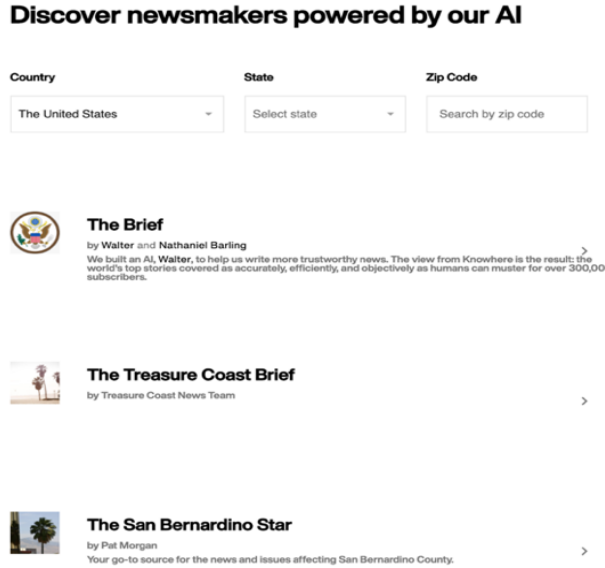 Discover newsmakers powered by our AI
Country
State
Zip Code
The United States
Select state
Search by zip code
The Brief
by Walter and Nathaniel Barling
We built an AI, Walter, to help us write more trustworthy news. The view from Knowhere is the result: the
world's top stories covered as accurately, efficiently, and objectively as humans can muster for over 300,00
subscribers.
The Treasure Coast Brief
by Treasure Coast News Team
The San Bernardino Star
by Pat Morgan
Your go-to source for the news and issues affecting San Bernardino County.